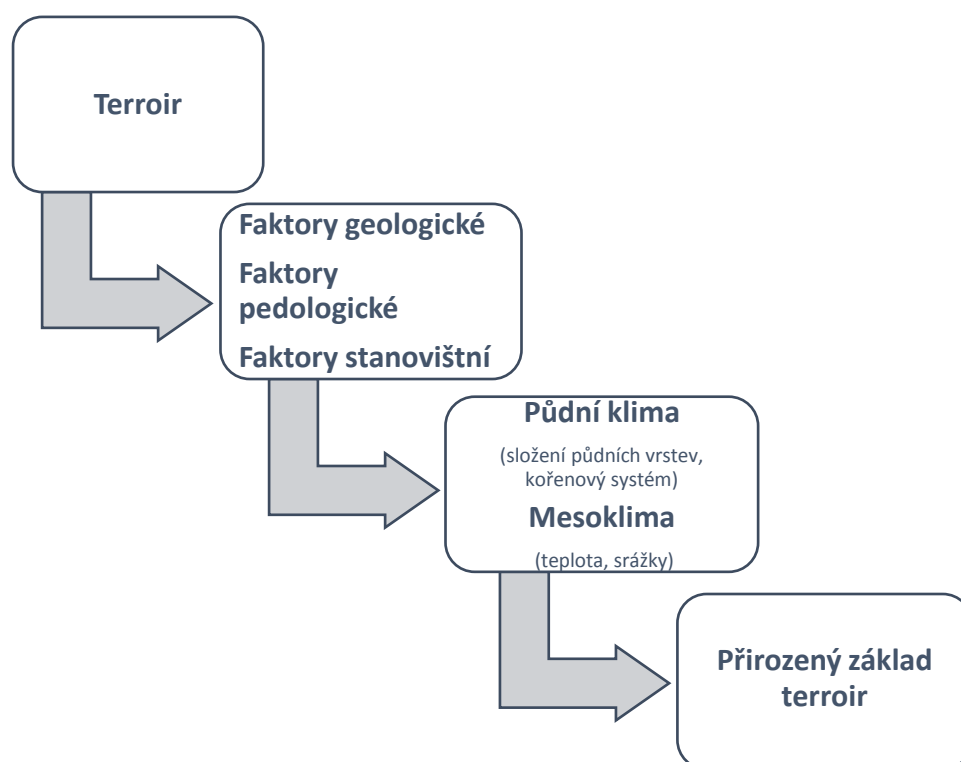 Terroir
Faktory geologické
Faktory
pedologické
Faktory stanovištní
Půdní klima
(složení půdních vrstev,
kořenový systém)
Mesoklima
(teplota, srážky)
Přirozený základ
terroir